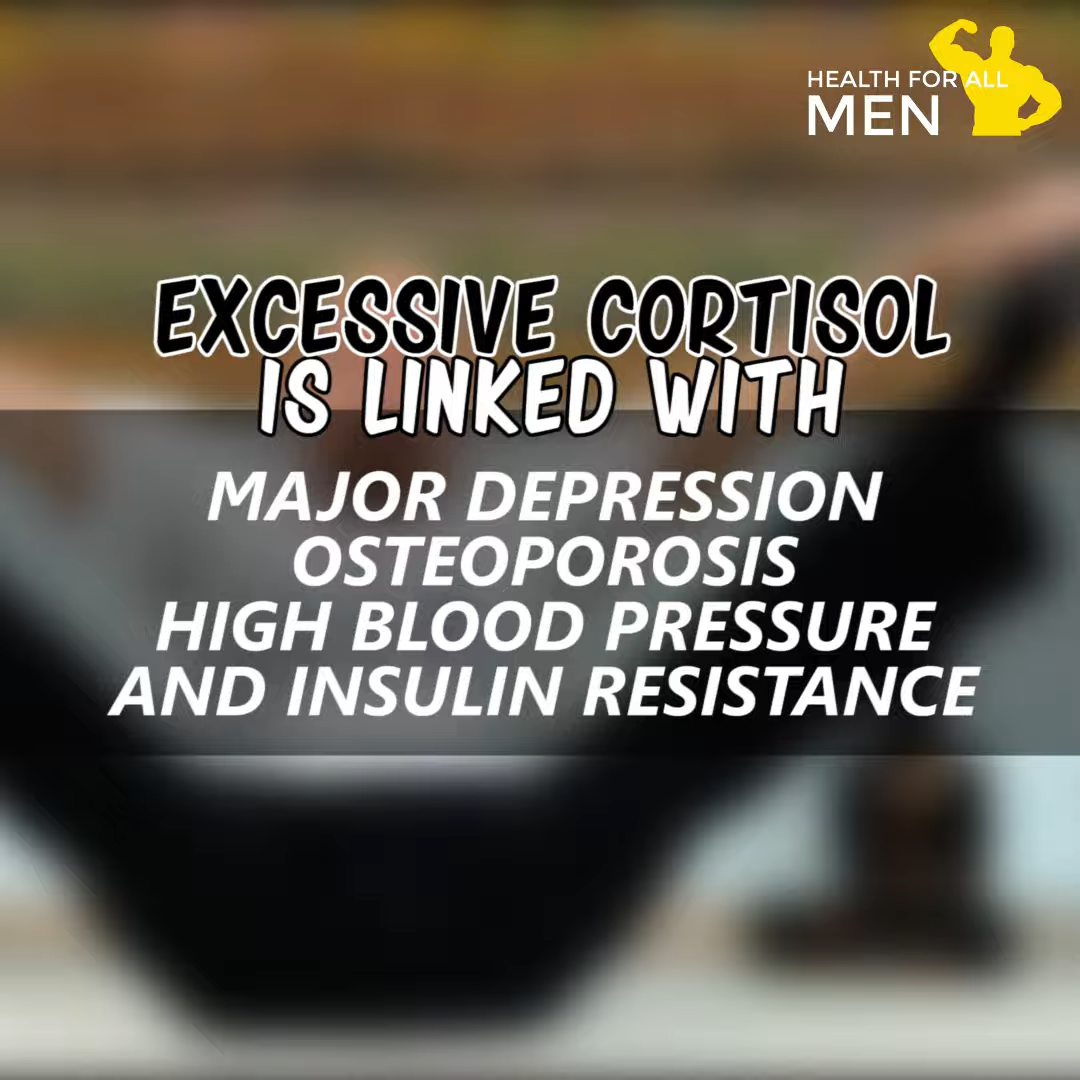 HEALTH FOR ALL
MEN
EXCESSIVE CORTISOL
IS LINKED WITH
MAJOR DEPRESSION
OSTEOPOROSIS
HIGH BLOOD PRESSURE
AND INSULIN RESISTANCE